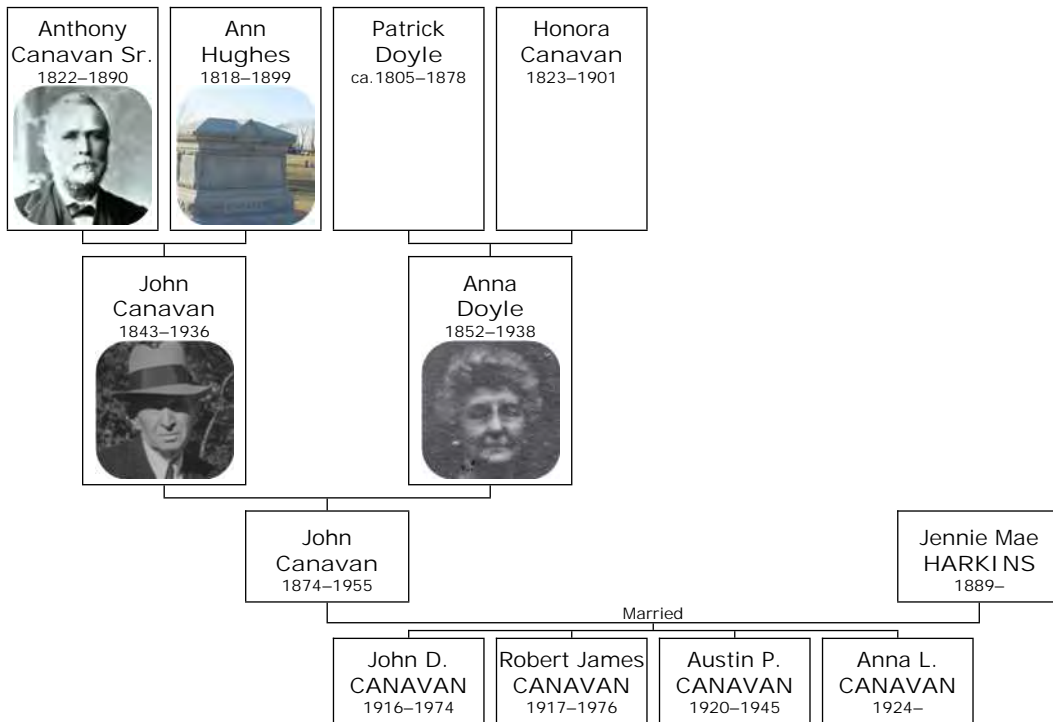 Anthony
Canavan Sr.
1822–1890
Ann
Hughes
1818–1899
Patrick
Doyle
ca.1805–1878
Honora
Canavan
1823–1901
John
Canavan
1843–1936
Anna
Doyle
1852–1938
John
Canavan
1874–1955
Jennie Mae
HARKINS
1889–
Married
John D.
CANAVAN
1916–1974
Robert James
CANAVAN
1917–1976
Austin P.
CANAVAN
1920–1945
Anna L.
CANAVAN
1924–